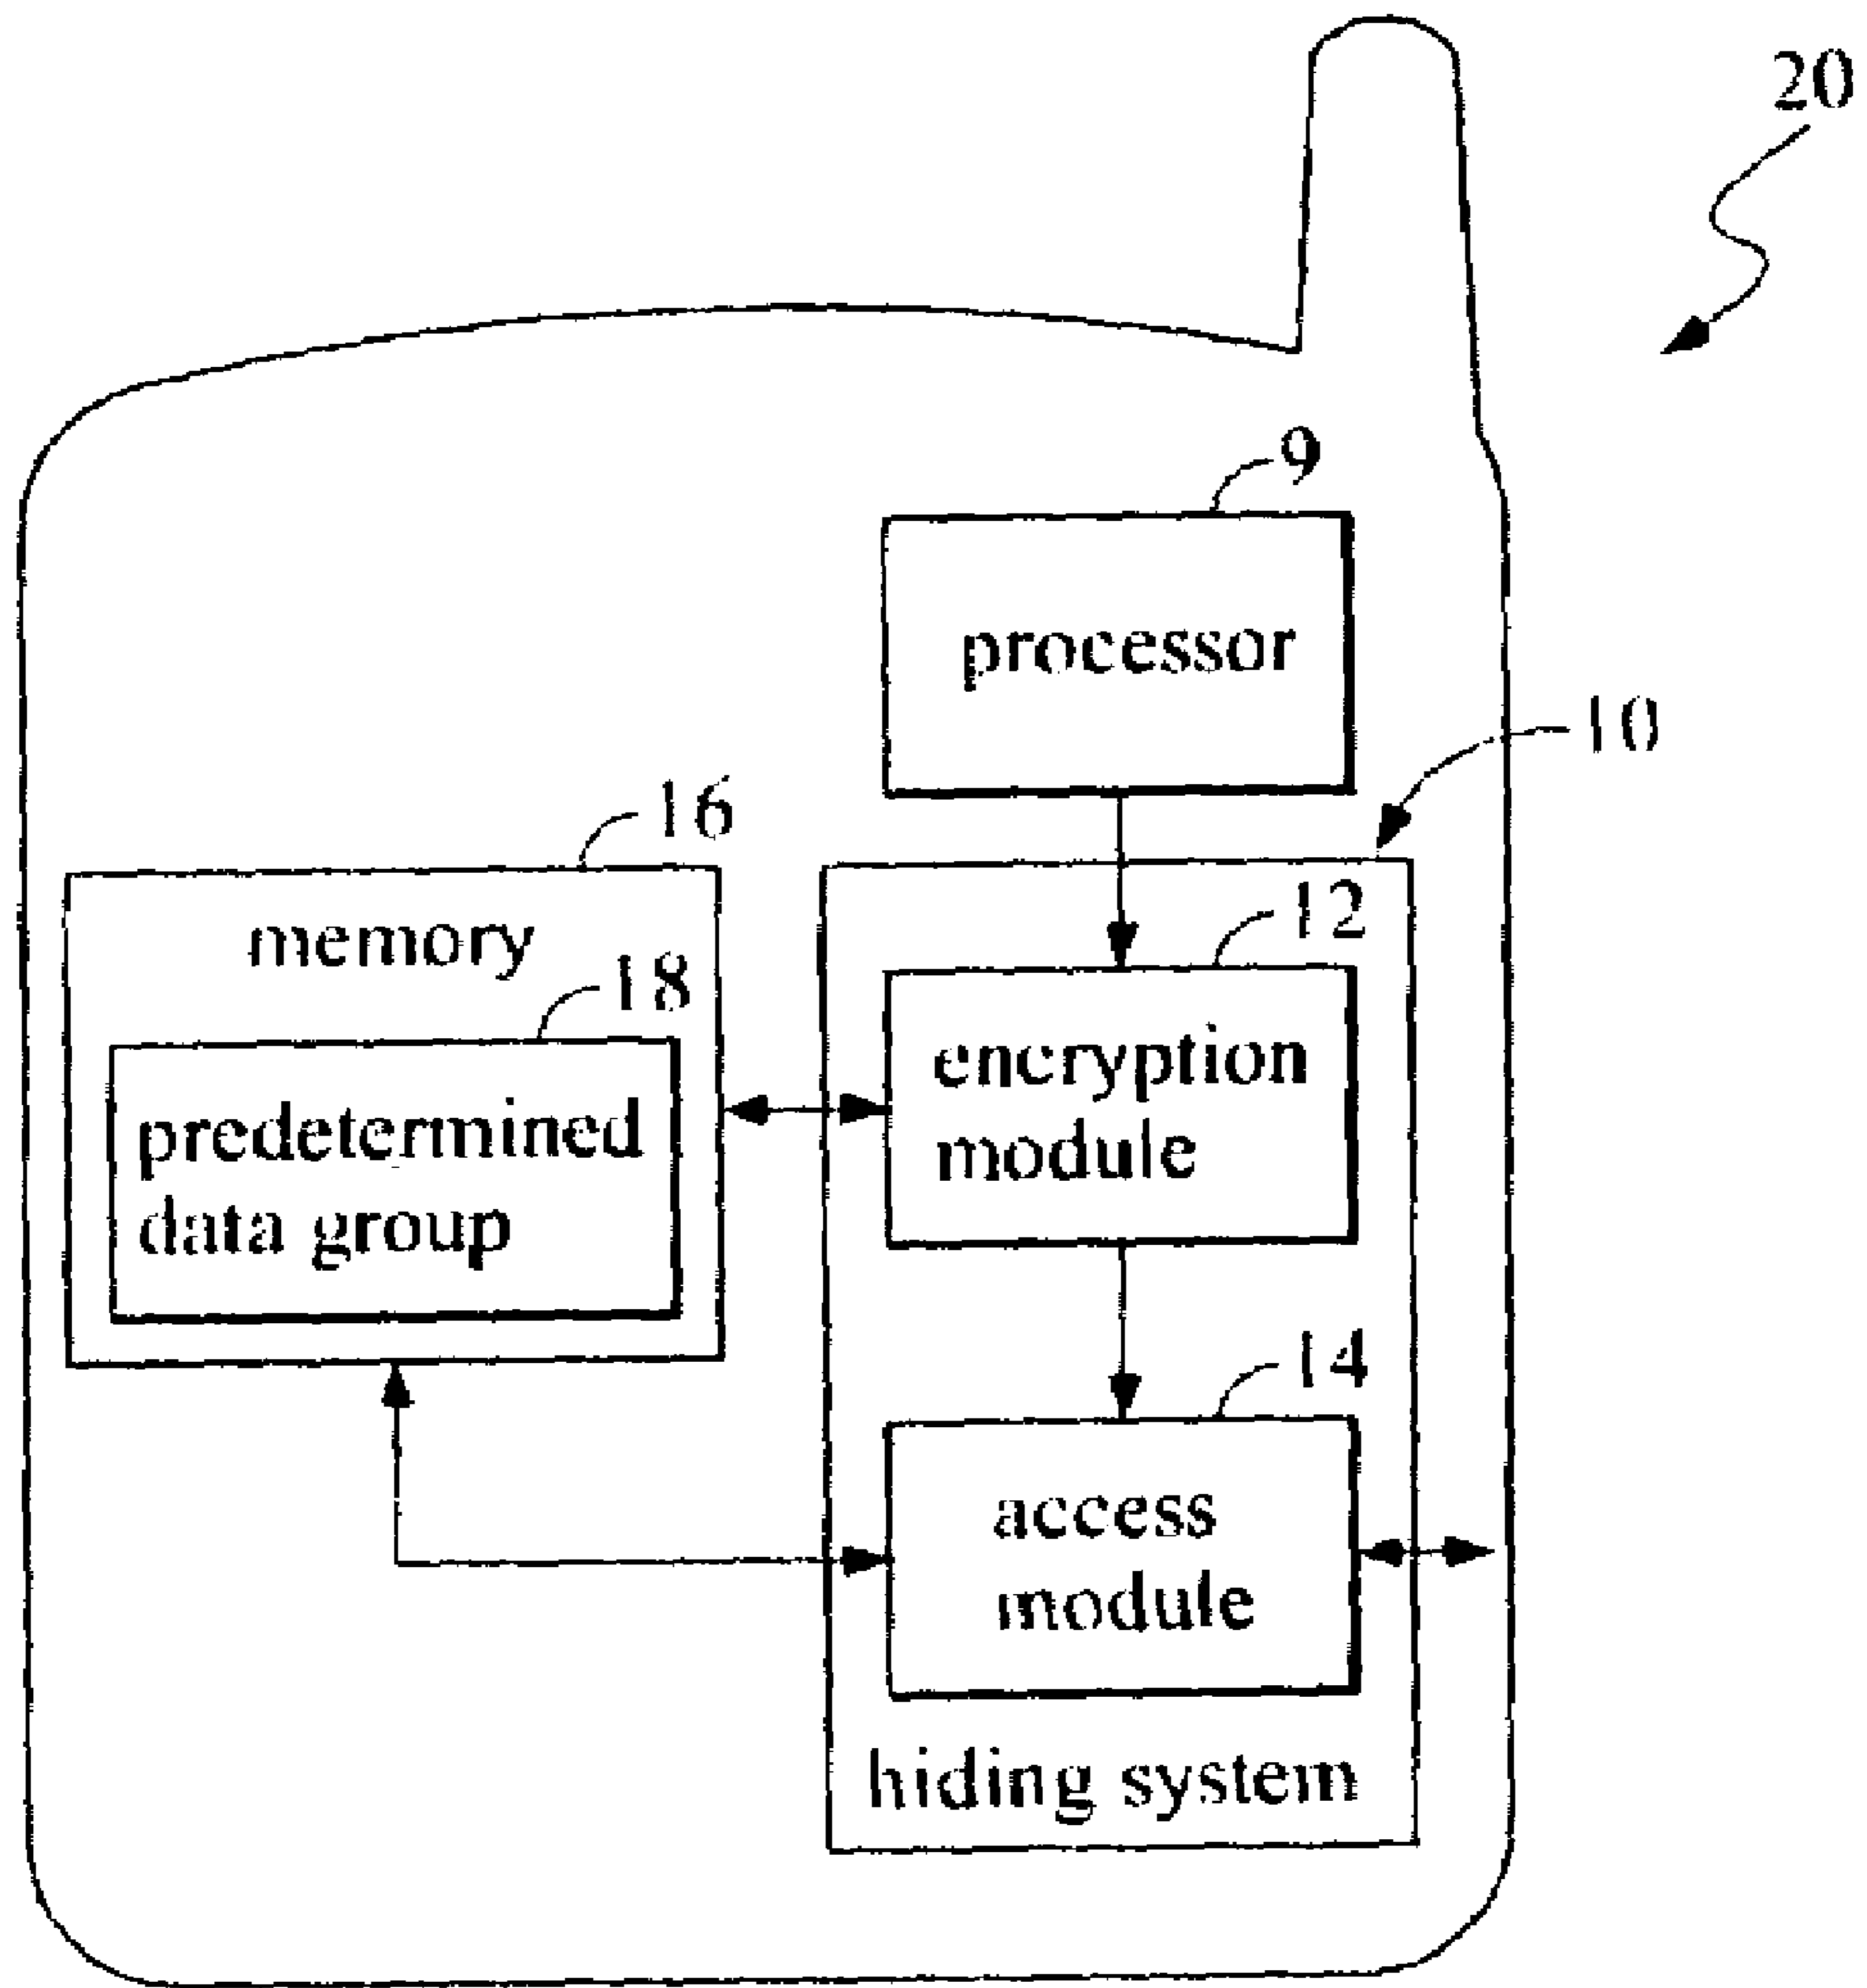 20
9
processor
10
16
memory
12
18
encryption
module
predetermined
data group
14
access
module
hiding system